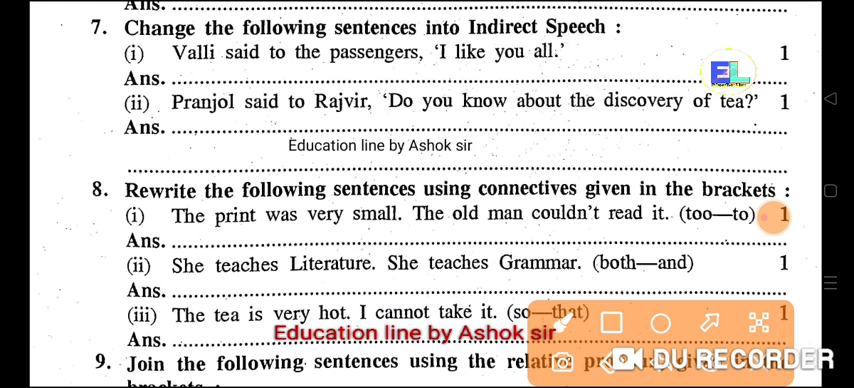 Ans. ........................................................................
7. Change the following sentences into Indirect Speech :
(i) Valli said to the passengers, ‘I like you all.’ 1
EL
Ans. ........................................................................
(ii) Pranjol said to Rajvir, ‘Do you know about the discovery of tea?’ 1
Ans. ........................................................................
Education line by Ashok sir
........................................................................
8. Rewrite the following sentences using connectives given in the brackets :
(i) The print was very small. The old man couldn’t read it. (too—to) 1
Ans. ........................................................................
(ii) She teaches Literature. She teaches Grammar. (both—and) 1
Ans. ........................................................................
(iii) The tea is very hot. I cannot take it. (so—that) 1
Education line by Ashok sir
Ans. ........................................................................
9. Join the following sentences using the
DU RECORDER